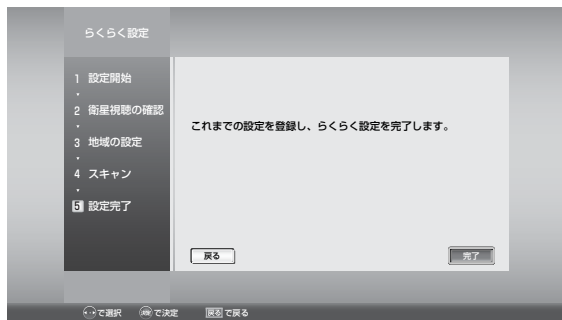 らくらく設定
1 設定開始
2 衛星視聴の確認
3 地域の設定
4 スキャン
5 設定完了
これまでの設定を登録し、らくらく設定を完了します。
戻る 完了
で選択 決定で決定 戻るで戻る